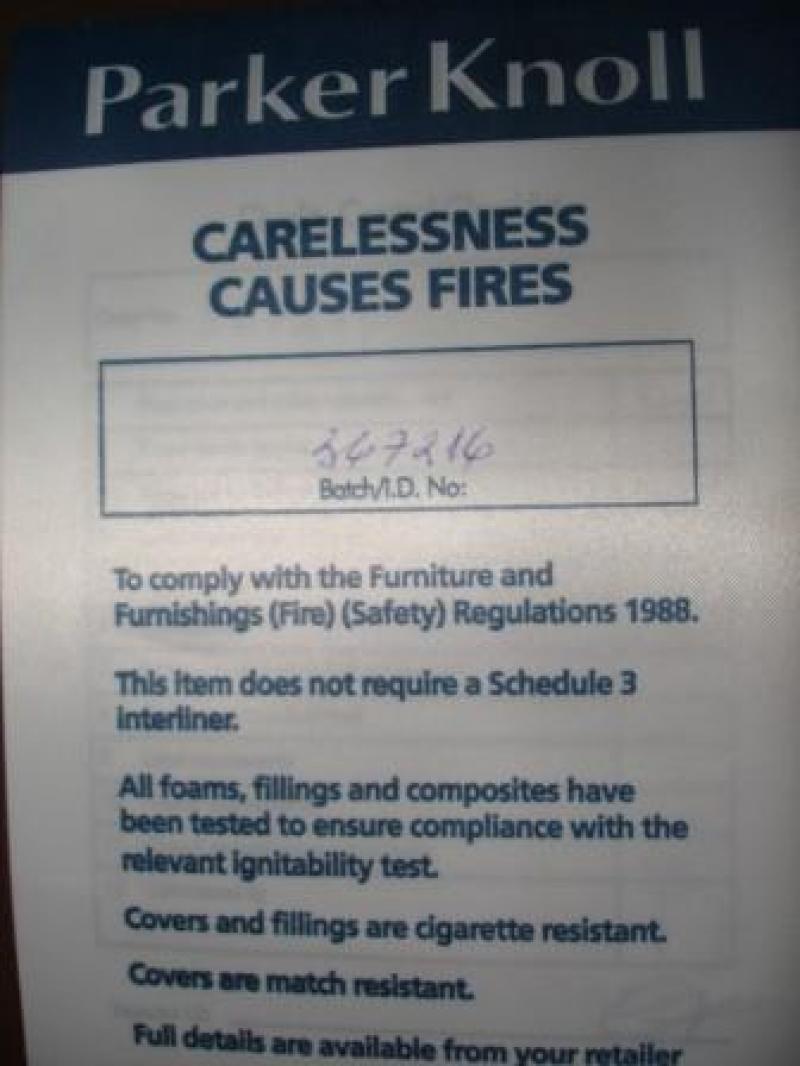 Parker Knoll
CARELESSNESS
CAUSES FIRES
367216
Batch/I.D. No:
To comply with the Furniture and
Furnishings (Fire) (Safety) Regulations 1988.
This item does not require a Schedule 3
interliner.
All foams, fillings and composites have
been tested to ensure compliance with the
relevant ignitability test.
Covers and fillings are cigarette resistant.
Covers are match resistant.
Full details are available from your retailer